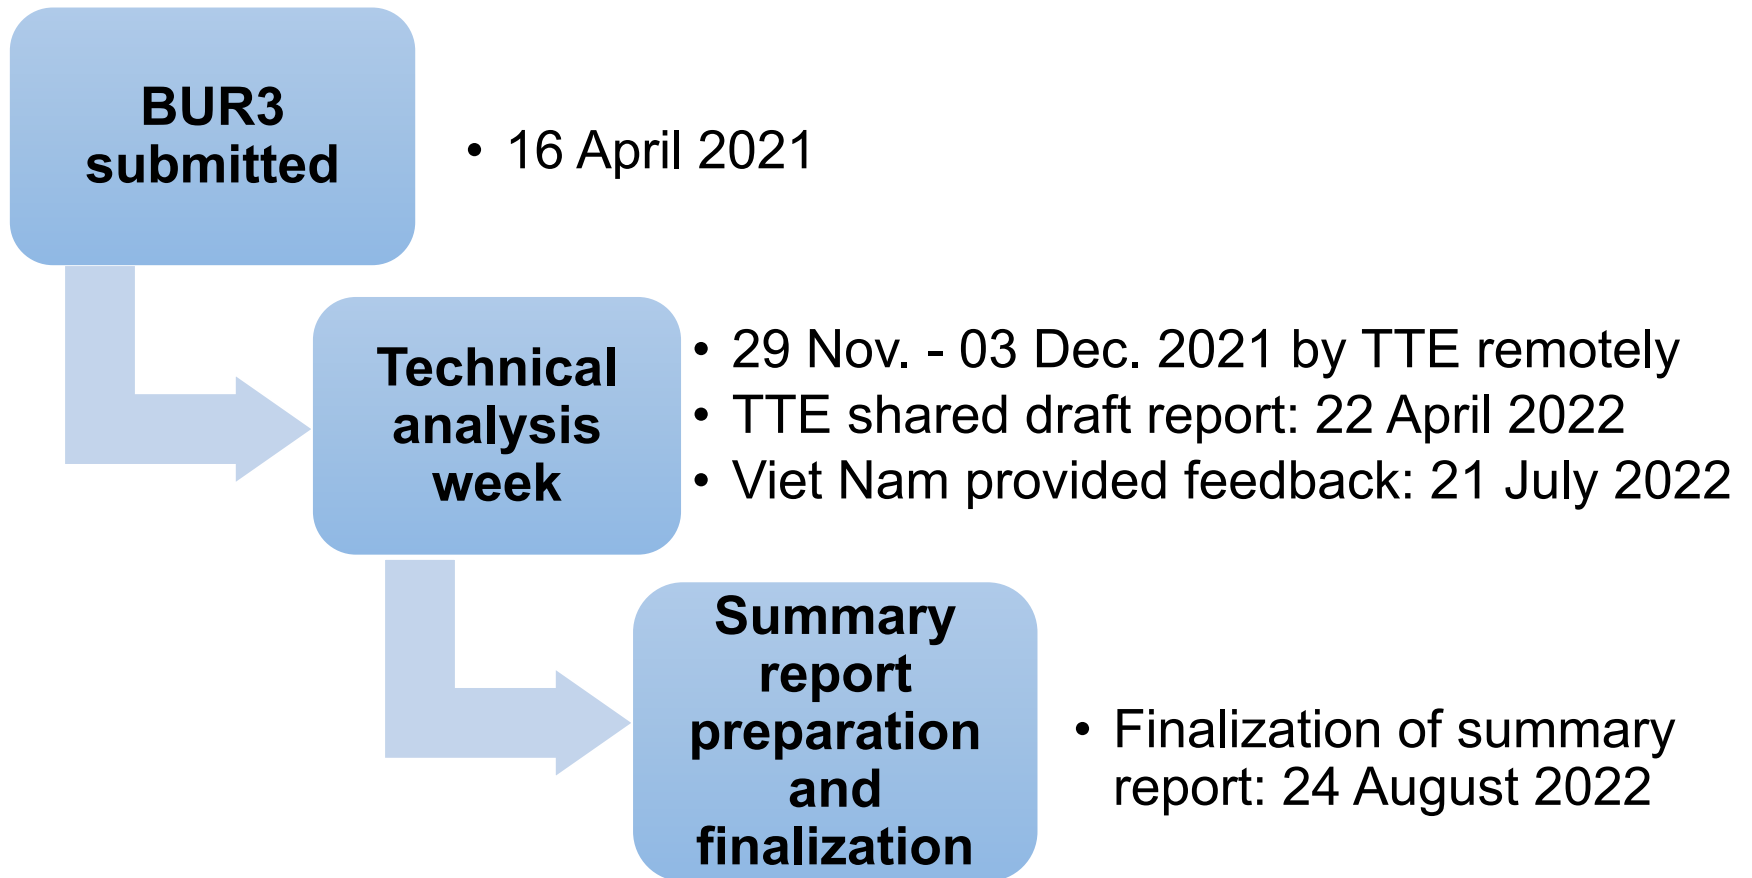 BUR3
submitted
• 16 April 2021
Technical
analysis
week
• 29 Nov. - 03 Dec. 2021 by TTE remotely
• TTE shared draft report: 22 April 2022
• Viet Nam provided feedback: 21 July 2022
Summary
report
preparation
and
finalization
• Finalization of summary
report: 24 August 2022